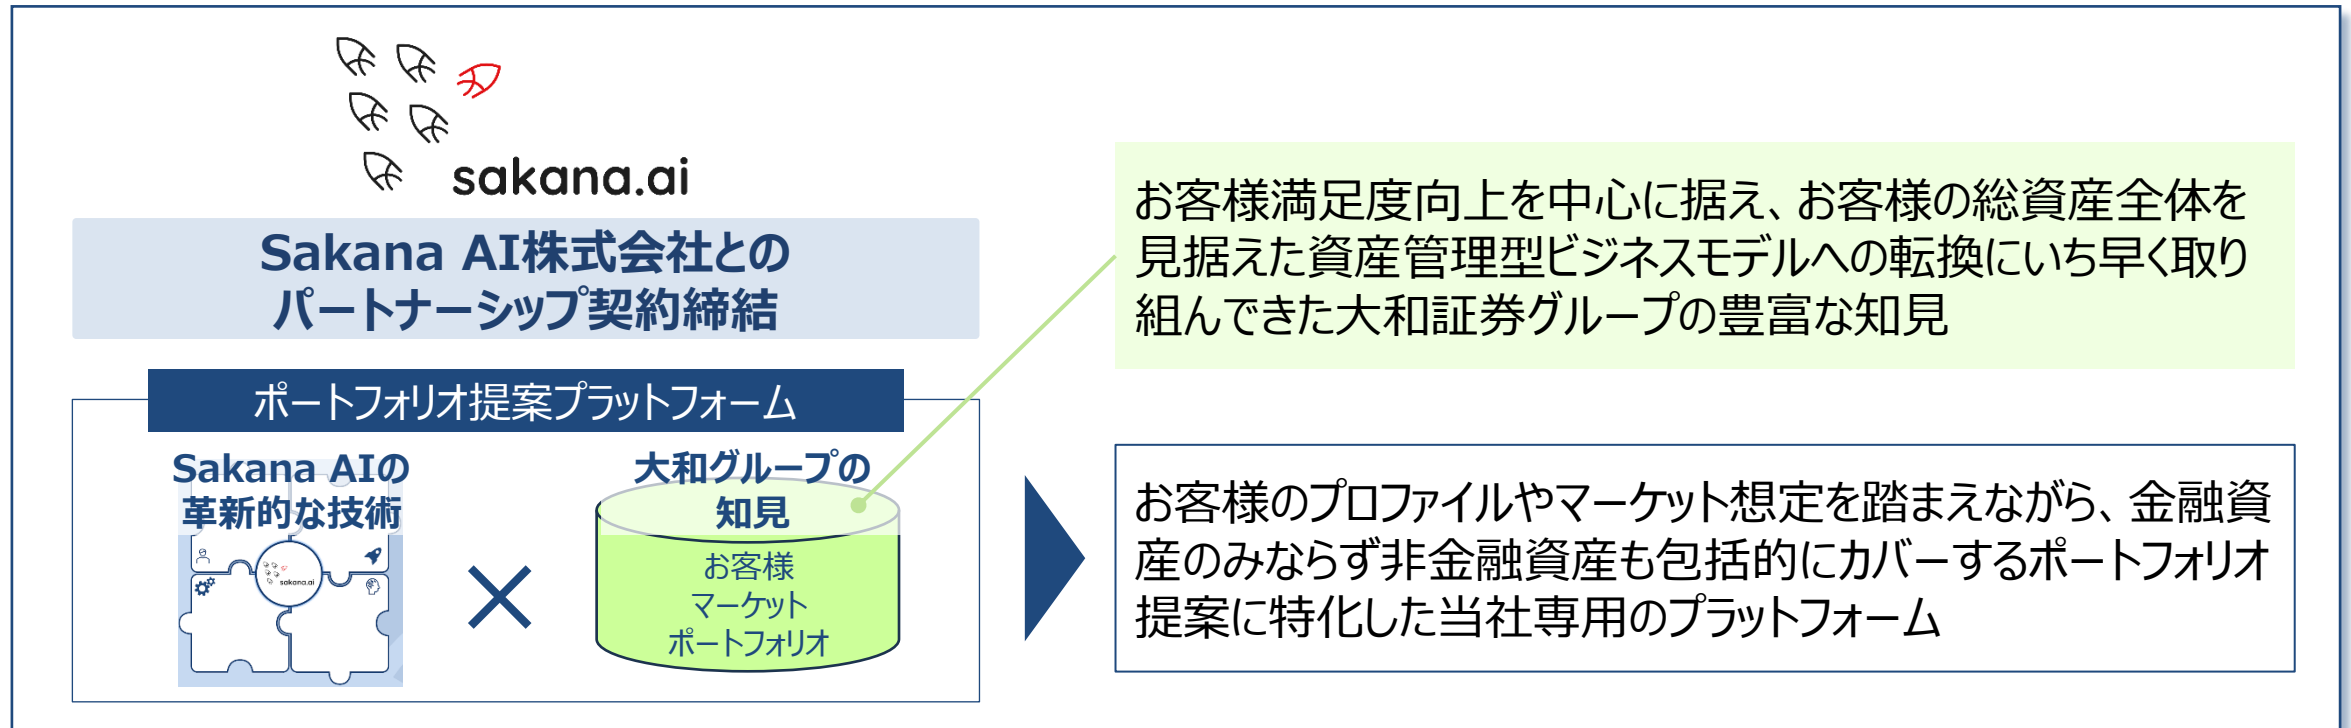 sakana.ai
Sakana AI株式会社との
パートナーシップ契約締結
ポートフォリオ提案プラットフォーム
Sakana AIの
革新的な技術
sakana.ai
×
大和グループの
知見
お客様
マーケット
ポートフォリオ
お客様満足度向上を中心に据え、お客様の総資産全体を
見据えた資産管理型ビジネスモデルへの転換にいち早く取り
組んできた大和証券グループの豊富な知見
お客様のプロファイルやマーケット想定を踏まえながら、金融資
産のみならず非金融資産も包括的にカバーするポートフォリオ
提案に特化した当社専用のプラットフォーム